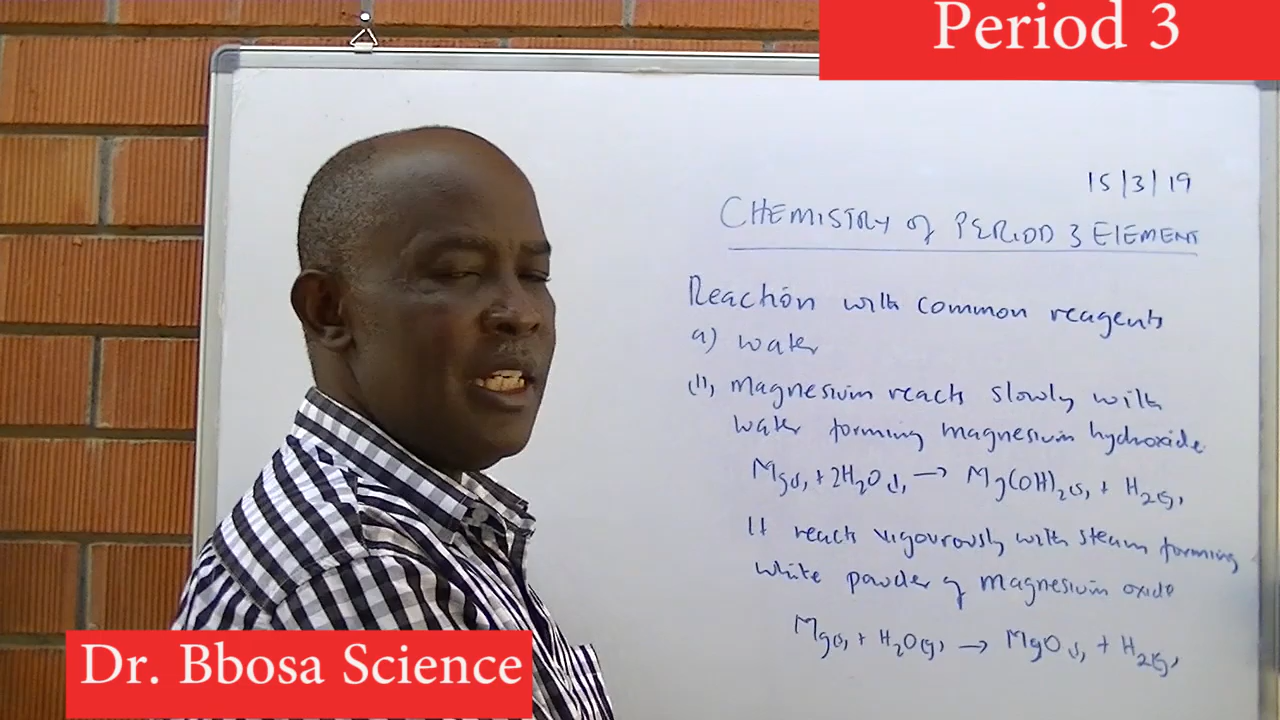 Period 3
15/3/19
CHEMISTRY of PERIOD 3 ELEMENT
Reaction with common reagents
a) water
(ii) magnesium reacts slowly with
water forming magnesium hydroxide
Mg(s) + 2H2O(l) → Mg(OH)2(s) + H2(g)
It reacts vigourously with steam forming
white powder of magnesium oxide
Mg(s) + H2O(g) → MgO(s) + H2(g)
Dr. Bbosa Science